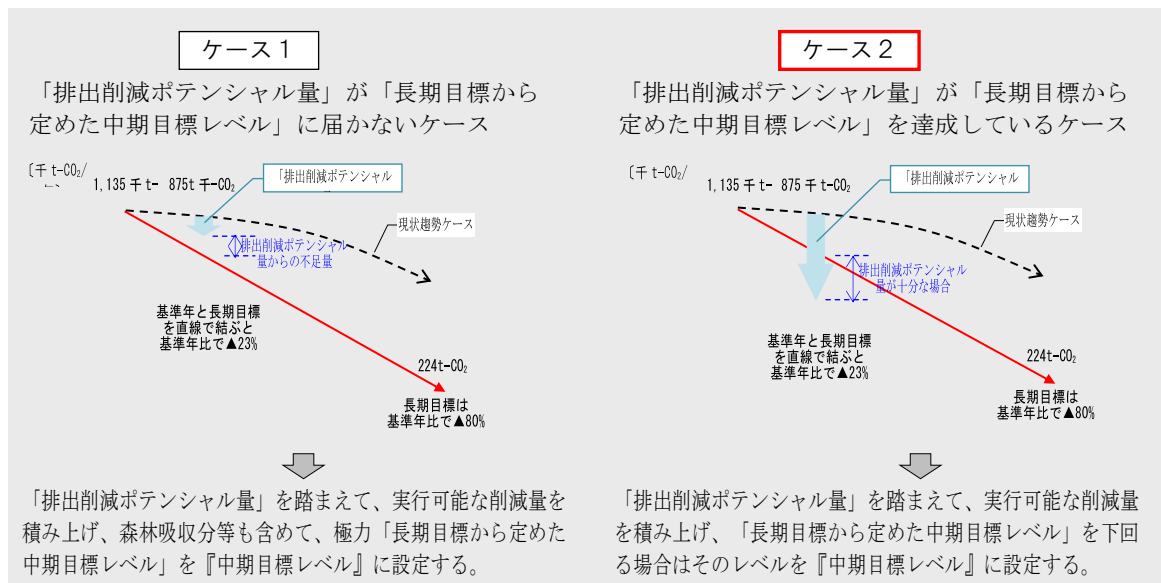 ケース１
「排出削減ポテンシャル量」が「長期目標から
定めた中期目標レベル」に届かないケース
〔千 t-CO₂/
1,135 千 t-  875t 千-CO₂
「排出削減ポテンシャル
現状趨勢ケース
排出削減ポテンシャル
量からの不足量
基準年と長期目標
を直線で結ぶと
基準年比で▲23%
224t-CO₂
長期目標は
基準年比で▲80%
「排出削減ポテンシャル量」を踏まえて、実行可能な削減量を
積み上げ、森林吸収分等も含めて、極力「長期目標から定めた
中期目標レベル」を『中期目標レベル』に設定する。
ケース２
「排出削減ポテンシャル量」が「長期目標から
定めた中期目標レベル」を達成しているケース
〔千 t-CO₂/
1,135 千 t-  875 千 t-CO₂
「排出削減ポテンシャル
現状趨勢ケース
排出削減ポテンシャル
量が十分な場合
基準年と長期目標
を直線で結ぶと
基準年比で▲23%
224t-CO₂
長期目標は
基準年比で▲80%
「排出削減ポテンシャル量」を踏まえて、実行可能な削減量
を積み上げ、「長期目標から定めた中期目標レベル」を下回
る場合はそのレベルを『中期目標レベル』に設定する。